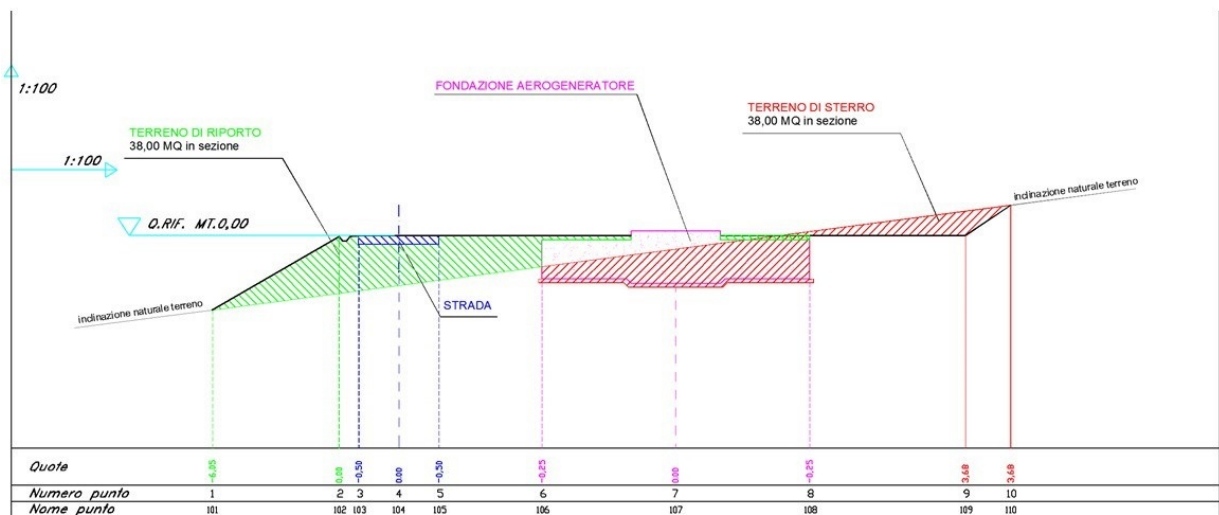 1:100
FONDAZIONE AEROGENERATORE
TERRENO DI STERRO
38,00 MQ in sezione
TERRENO DI RIPORTO
38,00 MQ in sezione
1:100
inclinazione naturale terreno
Q.RIF. MT.0,00
STRADA
inclinazione naturale terreno
Quote -6,05 0,00 -0,50 0.00 -0,50 -0,25 0.00 -0,25 3,68 3,68
Numero punto 1 2 3 4 5 6 7 8 9 10
Nome punto 101 102 103 104 105 106 107 108 109 110